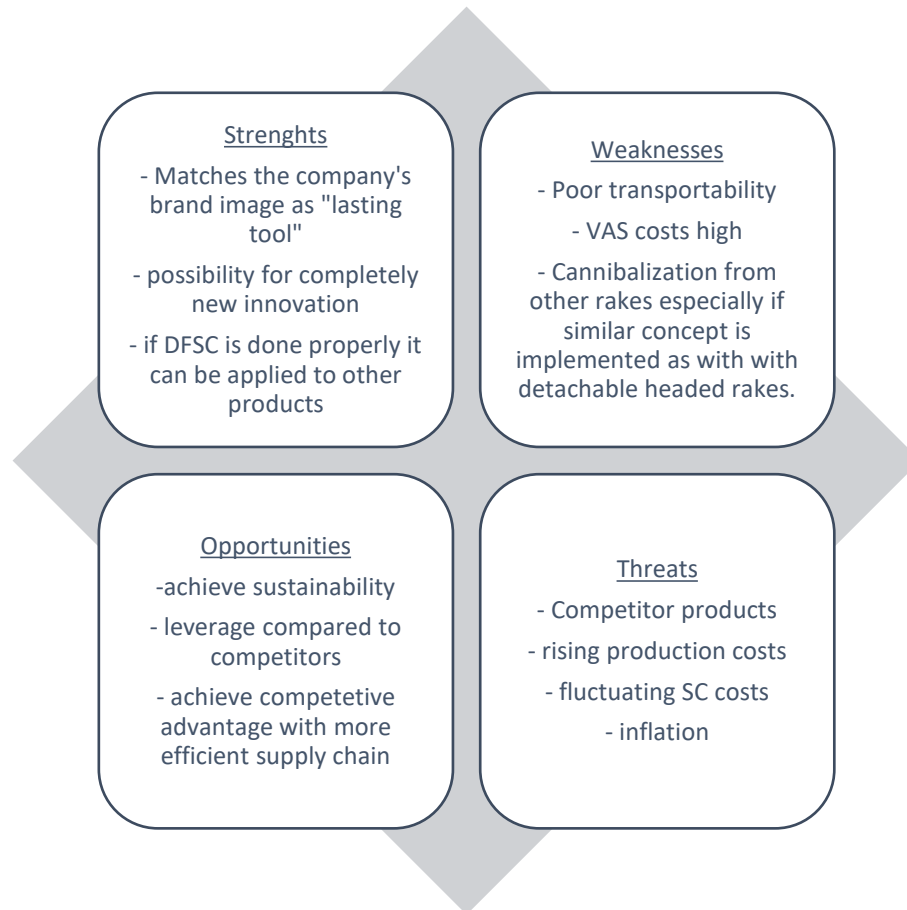 Strenghts
- Matches the company's
brand image as "lasting
tool"
- possibility for completely
new innovation
- if DFSC is done properly it
can be applied to other
products
Weaknesses
- Poor transportability
- VAS costs high
- Cannibalization from
other rakes especially if
similar concept is
implemented as with with
detachable headed rakes.
Opportunities
-achieve sustainability
- leverage compared to
competitors
- achieve competetive
advantage with more
efficient supply chain
Threats
- Competitor products
- rising production costs
- fluctuating SC costs
- inflation